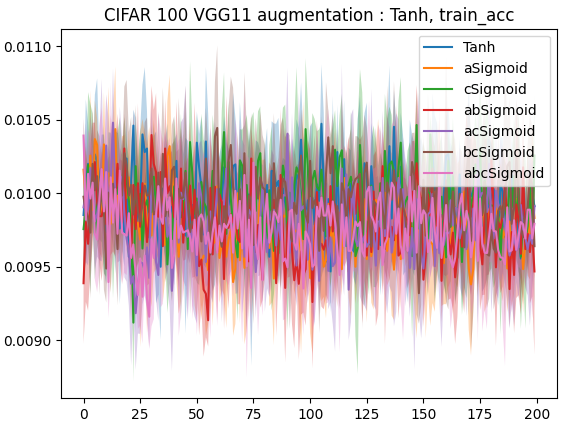 CIFAR 100 VGG11 augmentation : Tanh, train_acc
0.0110
0.0105
0.0100
0.0095
0.0090
Tanh
aSigmoid
cSigmoid
abSigmoid
acSigmoid
bcSigmoid
abcSigmoid
0 25 50 75 100 125 150 175 200